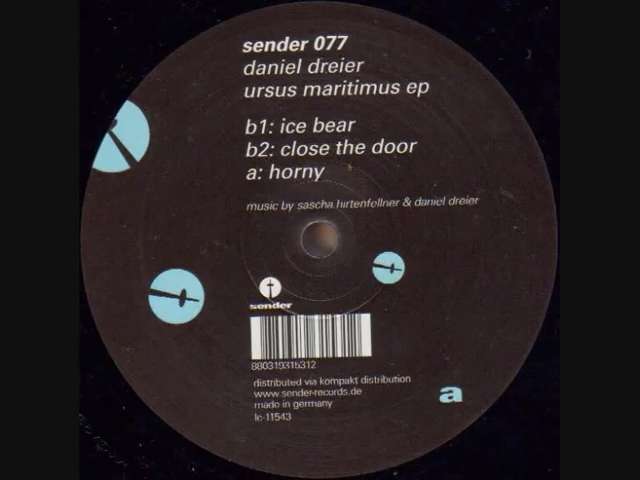 sender 077
daniel dreier
ursus maritimus ep
b1: ice bear
b2: close the door
a: horny
music by sascha hirtenfellner & daniel dreier
sender
880319315312
distributed via kompakt distribution
www.sender-records.de
made in germany
lc-11543
a